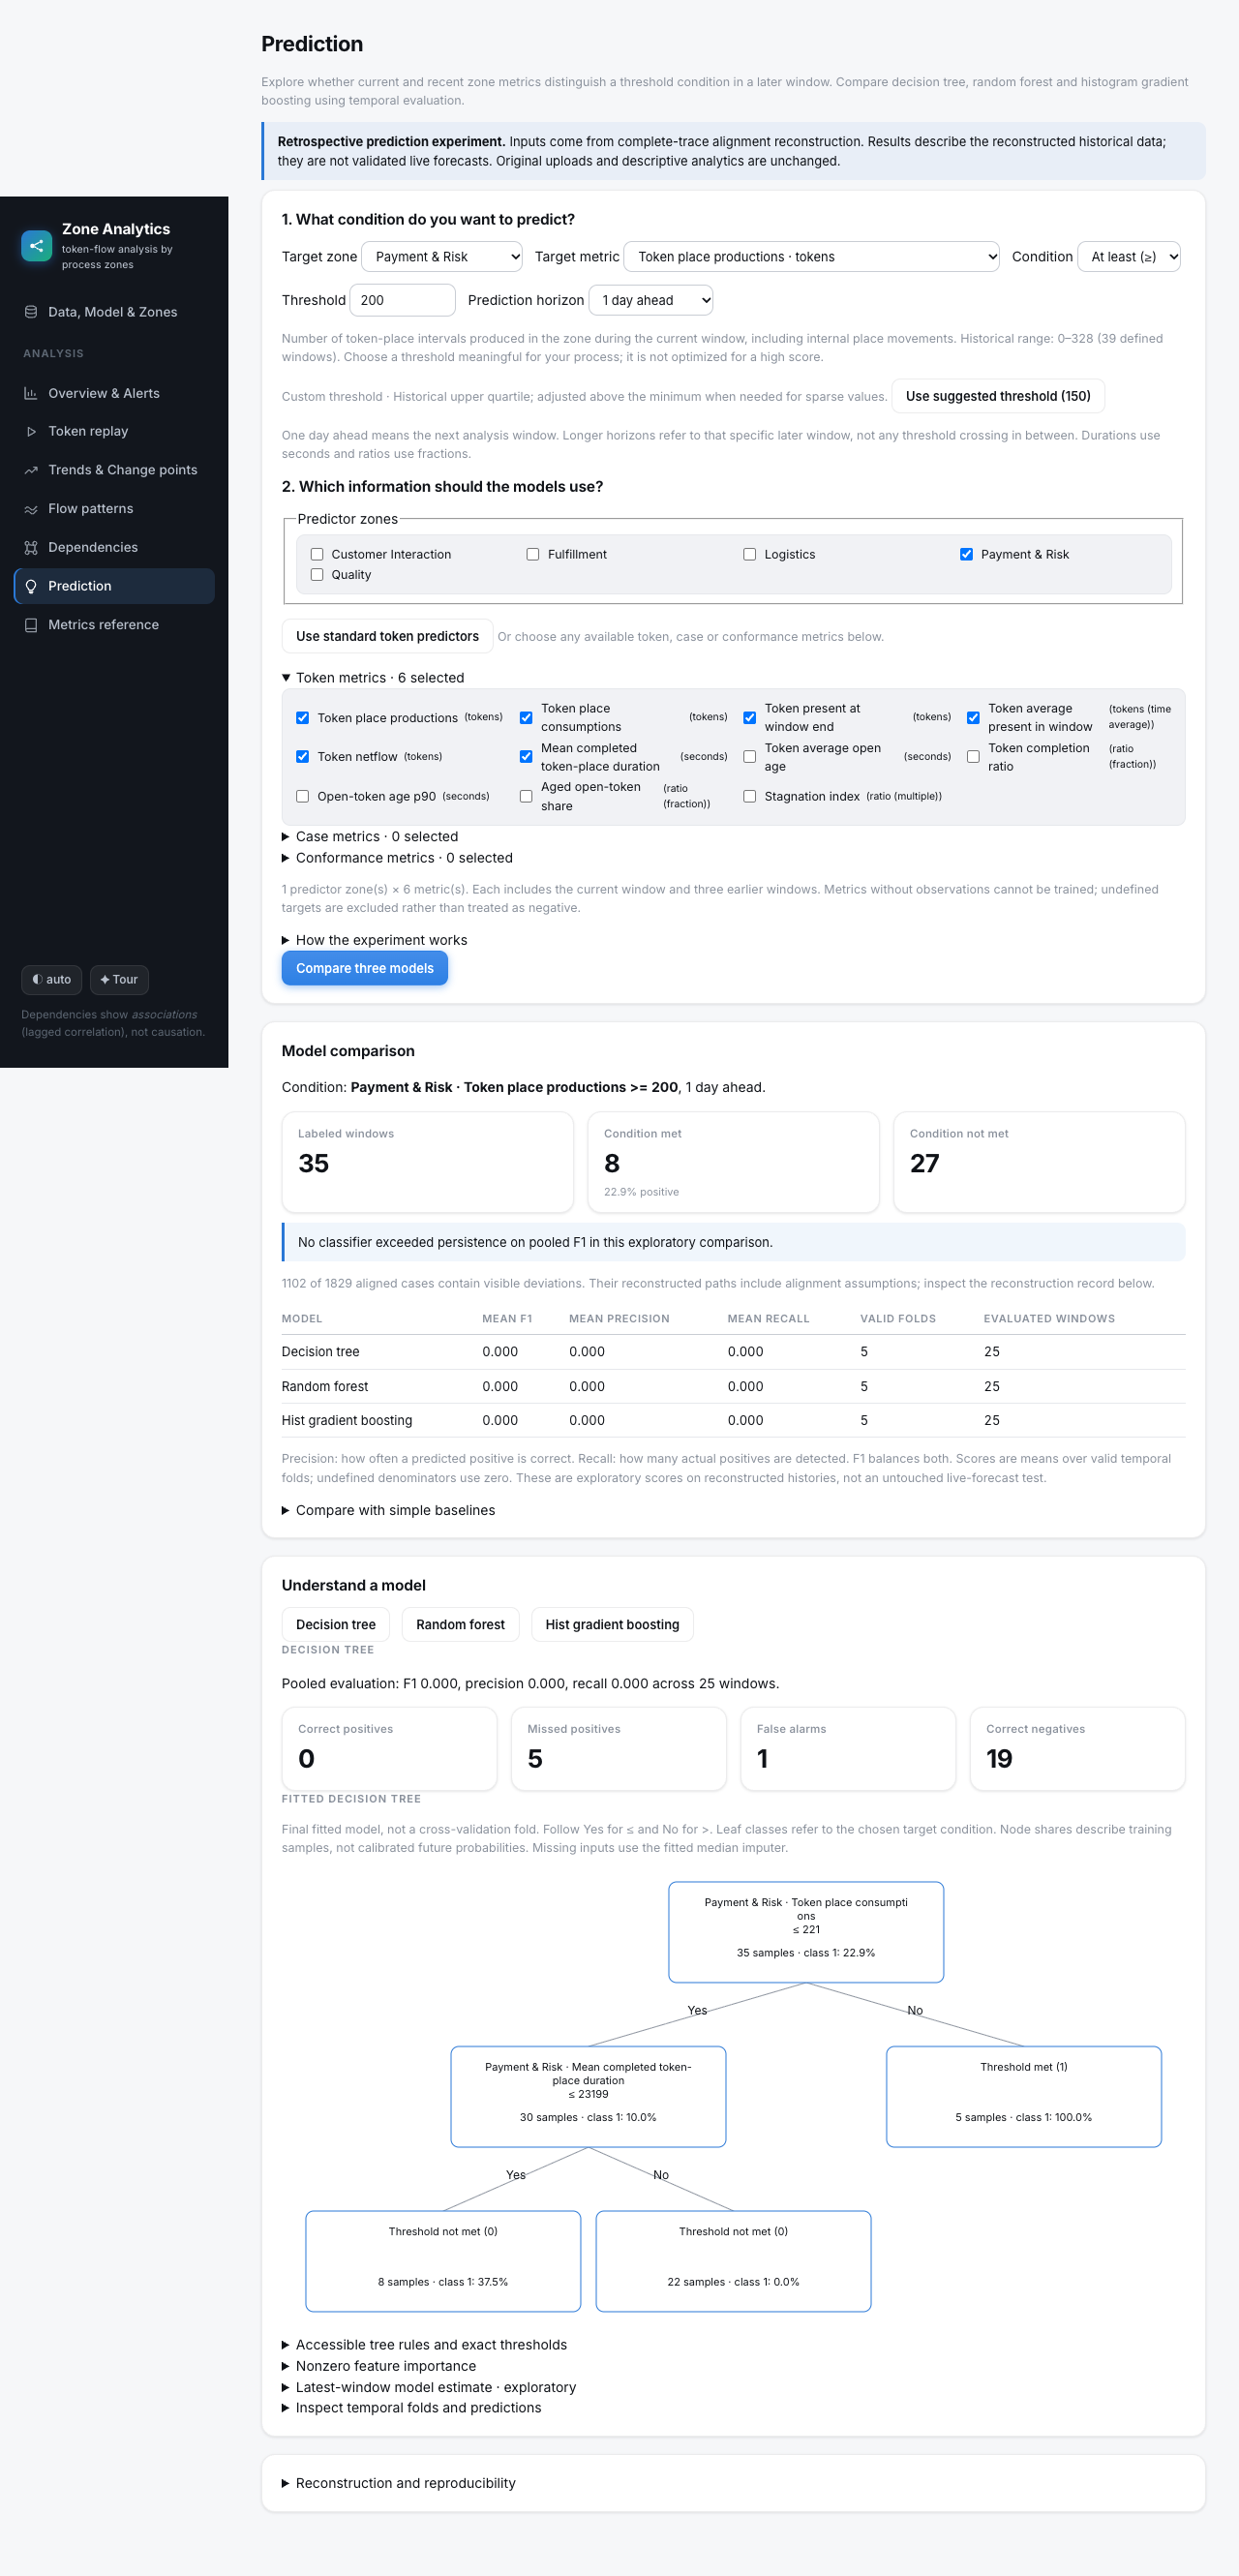 Prediction
Explore whether current and recent zone metrics distinguish a threshold condition in a later window. Compare decision tree, random forest and histogram gradient
boosting using temporal evaluation.
Retrospective prediction experiment. Inputs come from complete-trace alignment reconstruction. Results describe the reconstructed historical data;
they are not validated live forecasts. Original uploads and descriptive analytics are unchanged.
Zone Analytics
token-flow analysis by
process zones
Data, Model & Zones
ANALYSIS
Overview & Alerts
Token replay
Trends & Change points
Flow patterns
Dependencies
Prediction
Metrics reference
auto
Tour
Dependencies show associations
(lagged correlation), not causation.
1. What condition do you want to predict?
Target zone Payment & Risk Target metric Token place productions · tokens Condition At least (≥)
Threshold 200 Prediction horizon 1 day ahead
Number of token-place intervals produced in the zone during the current window, including internal place movements. Historical range: 0–328 (39 defined
windows). Choose a threshold meaningful for your process; it is not optimized for a high score.
Custom threshold · Historical upper quartile; adjusted above the minimum when needed for sparse values. Use suggested threshold (150)
One day ahead means the next analysis window. Longer horizons refer to that specific later window, not any threshold crossing in between. Durations use
seconds and ratios use fractions.
2. Which information should the models use?
Predictor zones
Customer Interaction Fulfillment Logistics Payment & Risk
Quality
Use standard token predictors Or choose any available token, case or conformance metrics below.
▼ Token metrics · 6 selected
Token place productions (tokens)
Token place
consumptions (tokens)
Token present at
window end (tokens)
Token average
present in window (tokens (time
average))
Token netflow (tokens)
Mean completed
token-place duration (seconds)
Token average open
age (seconds)
Token completion
ratio (ratio
(fraction))
Open-token age p90 (seconds)
Aged open-token
share (ratio
(fraction))
Stagnation index (ratio (multiple))
▶ Case metrics · 0 selected
▶ Conformance metrics · 0 selected
1 predictor zone(s) × 6 metric(s). Each includes the current window and three earlier windows. Metrics without observations cannot be trained; undefined
targets are excluded rather than treated as negative.
▶ How the experiment works
Compare three models
Model comparison
Condition: Payment & Risk · Token place productions >= 200, 1 day ahead.
Labeled windows
35
Condition met
8
22.9% positive
Condition not met
27
No classifier exceeded persistence on pooled F1 in this exploratory comparison.
1102 of 1829 aligned cases contain visible deviations. Their reconstructed paths include alignment assumptions; inspect the reconstruction record below.
MODEL MEAN F1 MEAN PRECISION MEAN RECALL VALID FOLDS EVALUATED WINDOWS
Decision tree 0.000 0.000 0.000 5 25
Random forest 0.000 0.000 0.000 5 25
Hist gradient boosting 0.000 0.000 0.000 5 25
Precision: how often a predicted positive is correct. Recall: how many actual positives are detected. F1 balances both. Scores are means over valid temporal
folds; undefined denominators use zero. These are exploratory scores on reconstructed histories, not an untouched live-forecast test.
▶ Compare with simple baselines
Understand a model
Decision tree Random forest Hist gradient boosting
DECISION TREE
Pooled evaluation: F1 0.000, precision 0.000, recall 0.000 across 25 windows.
Correct positives
0
Missed positives
5
False alarms
1
Correct negatives
19
FITTED DECISION TREE
Final fitted model, not a cross-validation fold. Follow Yes for ≤ and No for >. Leaf classes refer to the chosen target condition. Node shares describe training
samples, not calibrated future probabilities. Missing inputs use the fitted median imputer.
Payment & Risk · Token place consumpti
ons
≤ 221
35 samples · class 1: 22.9%
Yes No
Payment & Risk · Mean completed token-
place duration
≤ 23199
30 samples · class 1: 10.0%
Threshold met (1)
5 samples · class 1: 100.0%
Yes No
Threshold not met (0)
8 samples · class 1: 37.5%
Threshold not met (0)
22 samples · class 1: 0.0%
▶ Accessible tree rules and exact thresholds
▶ Nonzero feature importance
▶ Latest-window model estimate · exploratory
▶ Inspect temporal folds and predictions
▶ Reconstruction and reproducibility